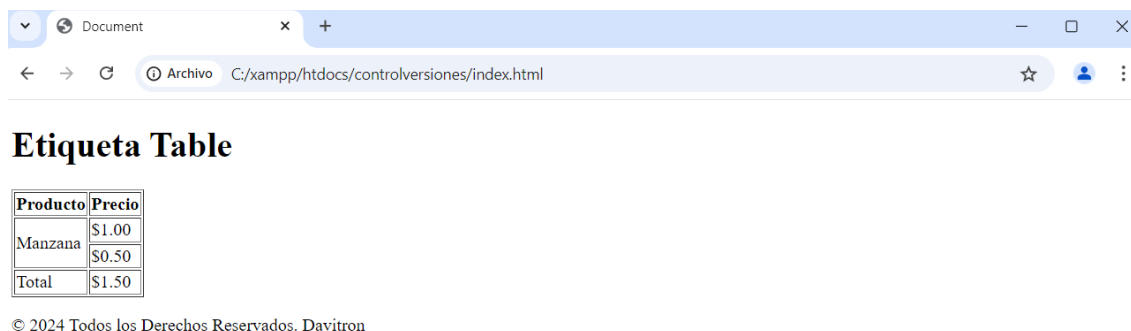 Document
Archivo C:/xampp/htdocs/controlversiones/index.html
Etiqueta Table
Producto Precio
Manzana $1.00
$0.50
Total $1.50
© 2024 Todos los Derechos Reservados. Davitron